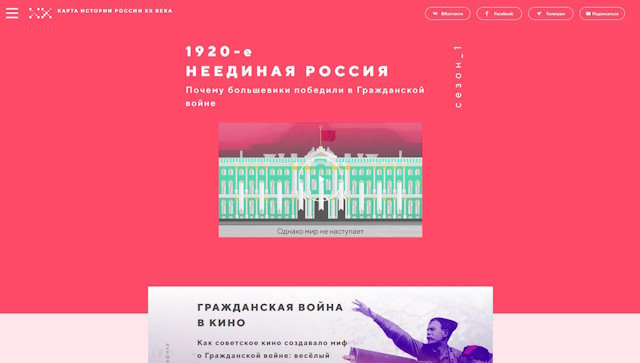 КАРТА ИСТОРИИ РОССИИ XX ВЕКА
ВКонтакте
Facebook
Телеграм
Подписаться
1920-е
НЕЕДИНАЯ РОССИЯ
Почему большевики победили в Гражданской
войне
сезон_1
Однако мир не наступает
ГРАЖДАНСКАЯ ВОЙНА
В КИНО
Как советское кино создавало миф
о Гражданской войне: весёлый